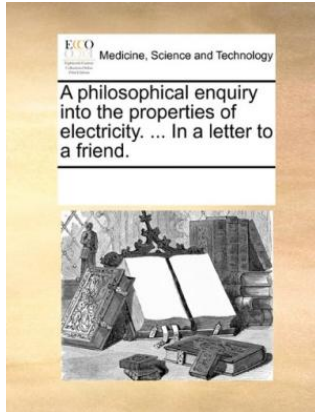 ECCO
Medicine, Science and Technology
A philosophical enquiry
into the properties of
electricity. ... In a letter to
a friend.